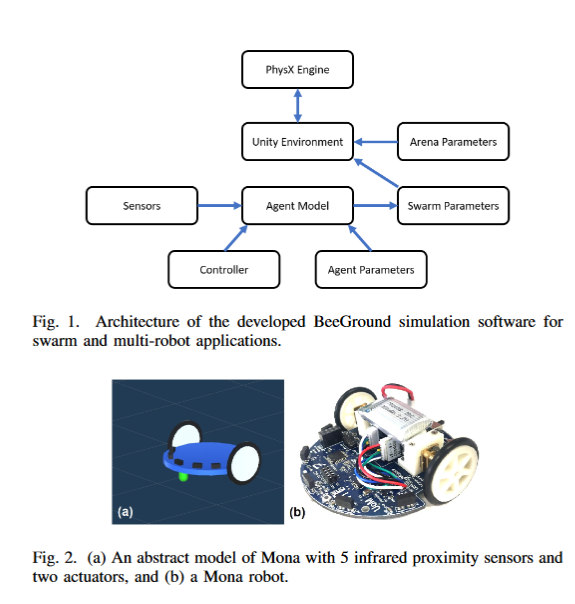 PhysX Engine
Unity Environment
Arena Parameters
Sensors
Agent Model
Swarm Parameters
Controller
Agent Parameters
Fig. 1. Architecture of the developed BeeGround simulation software for
swarm and multi-robot applications.
(a)
(b)
Fig. 2. (a) An abstract model of Mona with 5 infrared proximity sensors and
two actuators, and (b) a Mona robot.